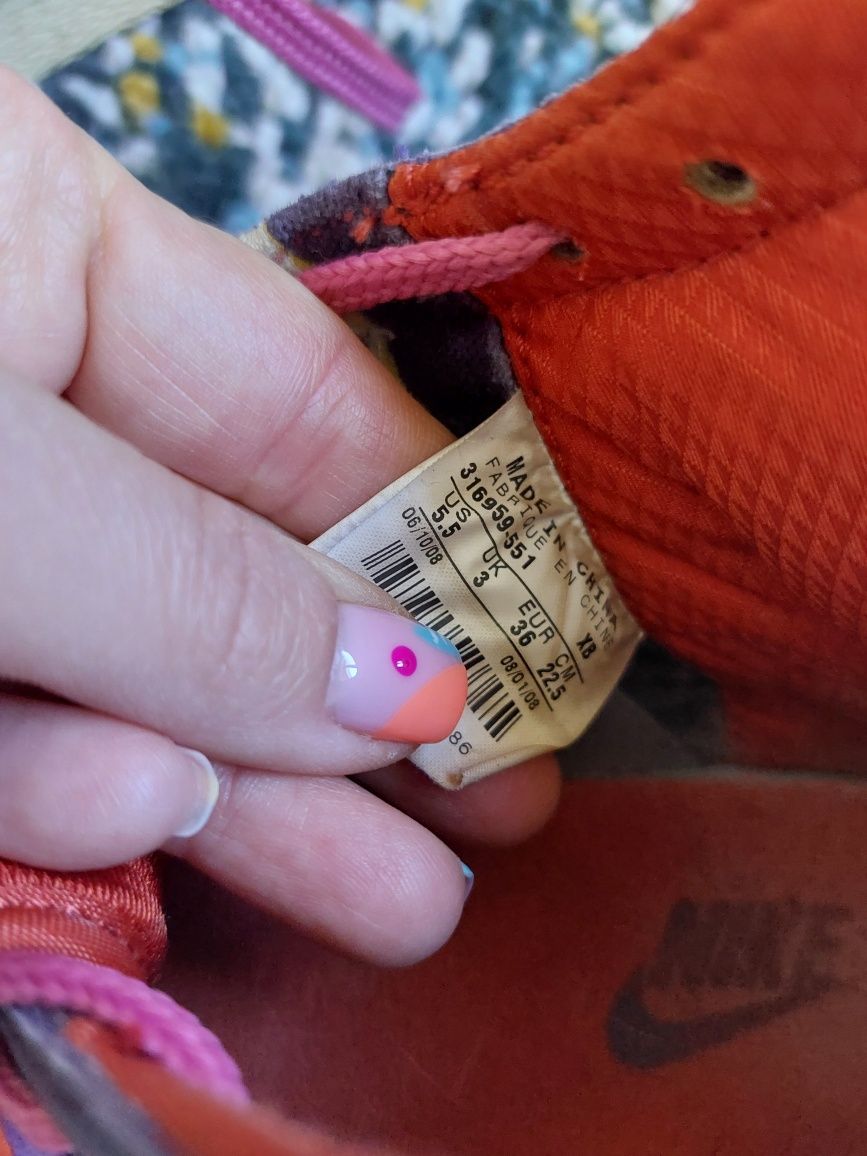 MADE IN CHINA
FABRIQUE EN CHINE
316959-551 XB
US UK EUR CM
5.5 3 36 22.5
06/10/08 08/01/08
86
NIKE